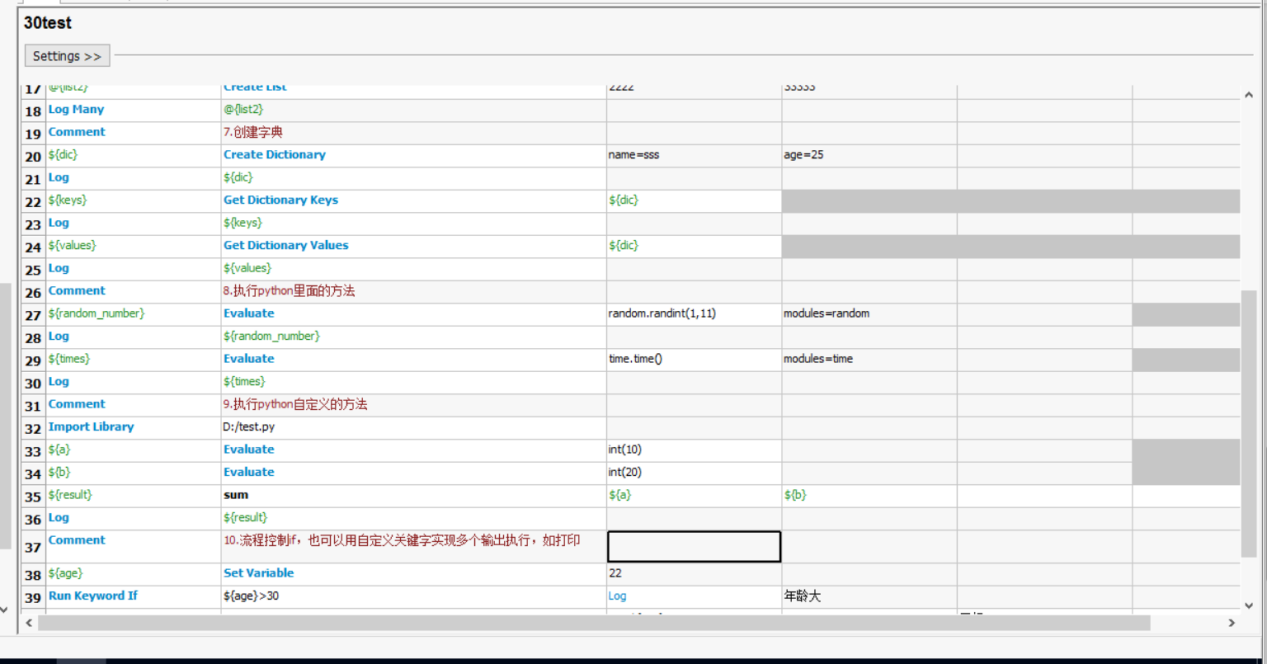 30test
Settings >>
17 @{list2} Create List 2222 33333
18 Log Many @{list2}
19 Comment 7.创建字典
20 ${dic} Create Dictionary name=sss age=25
21 Log ${dic}
22 ${keys} Get Dictionary Keys ${dic}
23 Log ${keys}
24 ${values} Get Dictionary Values ${dic}
25 Log ${values}
26 Comment 8.执行python里面的方法
27 ${random_number} Evaluate random.randint(1,11) modules=random
28 Log ${random_number}
29 ${times} Evaluate time.time() modules=time
30 Log ${times}
31 Comment 9.执行python自定义的方法
32 Import Library D:/test.py
33 ${a} Evaluate int(10)
34 ${b} Evaluate int(20)
35 ${result} sum ${a} ${b}
36 Log ${result}
37 Comment 10.流程控制if，也可以用自定义关键字实现多个输出执行，如打印
38 ${age} Set Variable 22
39 Run Keyword If ${age}>30 Log 年龄大